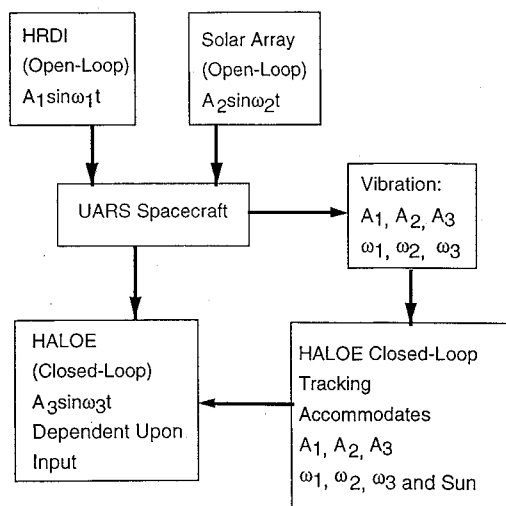 HRDI
(Open-Loop)
A1sinω1t
Solar Array
(Open-Loop)
A2sinω2t
UARS Spacecraft
Vibration:
A1, A2, A3
ω1, ω2, ω3
HALOE
(Closed-Loop)
A3sinω3t
Dependent Upon
Input
HALOE Closed-Loop
Tracking
Accommodates
A1, A2, A3
ω1, ω2, ω3 and Sun